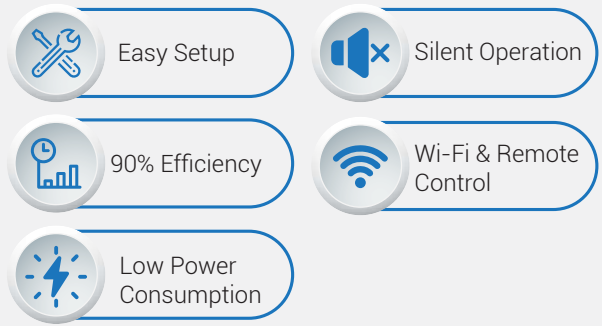 Easy Setup
Silent Operation
90% Efficiency
Wi-Fi & Remote
Control
Low Power
Consumption